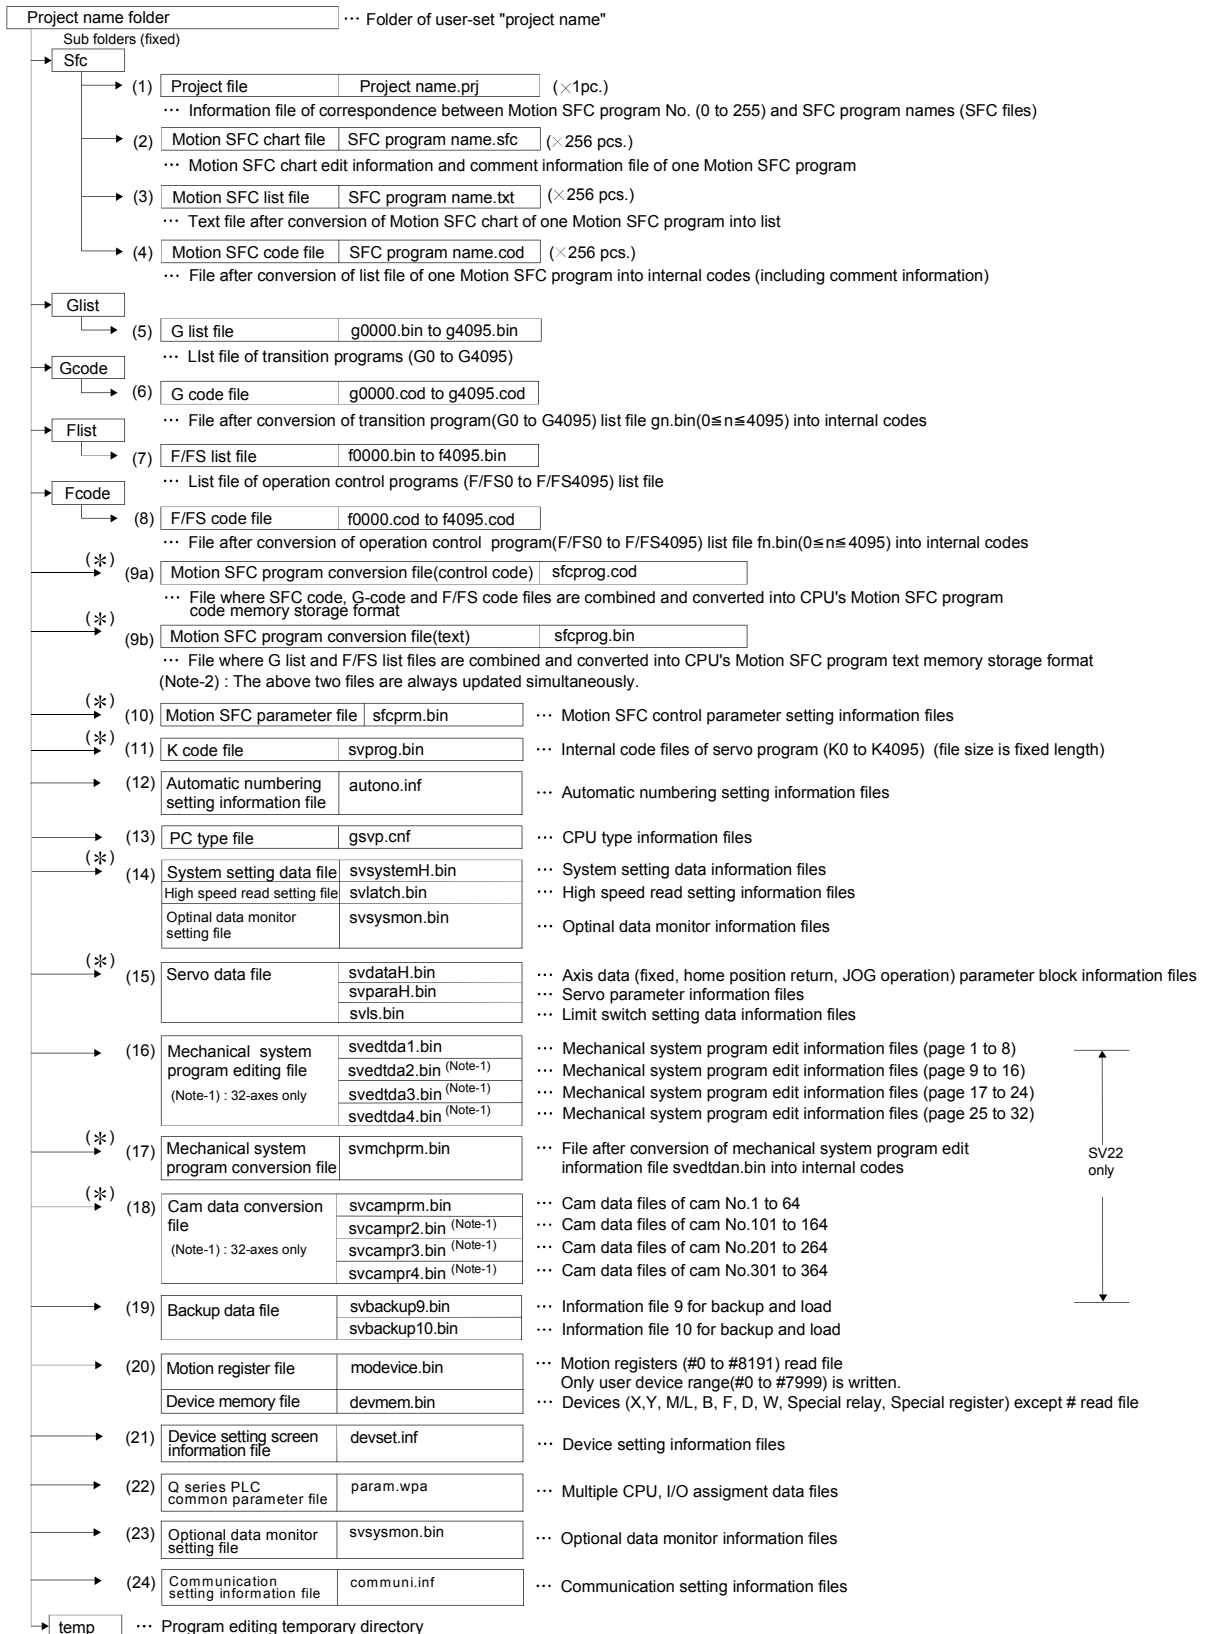 Project name folder ··· Folder of user-set "project name"
Sub folders (fixed)
Sfc
(1) Project file Project name.prj (×1pc.)
··· Information file of correspondence between Motion SFC program No. (0 to 255) and SFC program names (SFC files)
(2) Motion SFC chart file SFC program name.sfc (×256 pcs.)
··· Motion SFC chart edit information and comment information file of one Motion SFC program
(3) Motion SFC list file SFC program name.txt (×256 pcs.)
··· Text file after conversion of Motion SFC chart of one Motion SFC program into list
(4) Motion SFC code file SFC program name.cod (×256 pcs.)
··· File after conversion of list file of one Motion SFC program into internal codes (including comment information)
Glist
(5) G list file g0000.bin to g4095.bin
··· LIst file of transition programs (G0 to G4095)
Gcode
(6) G code file g0000.cod to g4095.cod
··· File after conversion of transition program(G0 to G4095) list file gn.bin(0≦n≦4095) into internal codes
Flist
(7) F/FS list file f0000.bin to f4095.bin
··· List file of operation control programs (F/FS0 to F/FS4095) list file
Fcode
(8) F/FS code file f0000.cod to f4095.cod
··· File after conversion of operation control program(F/FS0 to F/FS4095) list file fn.bin(0≦n≦4095) into internal codes
(*)
(9a) Motion SFC program conversion file(control code) sfcprog.cod
··· File where SFC code, G-code and F/FS code files are combined and converted into CPU's Motion SFC program
code memory storage format
(*)
(9b) Motion SFC program conversion file(text) sfcprog.bin
··· File where G list and F/FS list files are combined and converted into CPU's Motion SFC program text memory storage format
(Note-2) : The above two files are always updated simultaneously.
(*)
(10) Motion SFC parameter file sfcprm.bin ··· Motion SFC control parameter setting information files
(*)
(11) K code file svprog.bin ··· Internal code files of servo program (K0 to K4095) (file size is fixed length)
(12) Automatic numbering autono.inf
setting information file ··· Automatic numbering setting information files
(13) PC type file gsvp.cnf ··· CPU type information files
(*)
(14) System setting data file svsystemH.bin ··· System setting data information files
High speed read setting file svlatch.bin ··· High speed read setting information files
Optinal data monitor svsysmon.bin
setting file ··· Optinal data monitor information files
(*)
(15) Servo data file svdataH.bin ··· Axis data (fixed, home position return, JOG operation) parameter block information files
svparaH.bin ··· Servo parameter information files
svls.bin ··· Limit switch setting data information files
(16) Mechanical system svedtda1.bin ··· Mechanical system program edit information files (page 1 to 8)
program editing file svedtda2.bin (Note-1) ··· Mechanical system program edit information files (page 9 to 16)
(Note-1) : 32-axes only svedtda3.bin (Note-1) ··· Mechanical system program edit information files (page 17 to 24)
svedtda4.bin (Note-1) ··· Mechanical system program edit information files (page 25 to 32)
(*)
(17) Mechanical system svmchprm.bin ··· File after conversion of mechanical system program edit
program conversion file information file svedtdan.bin into internal codes
SV22
only
(*)
(18) Cam data conversion svcamprm.bin ··· Cam data files of cam No.1 to 64
file svcampr2.bin (Note-1) ··· Cam data files of cam No.101 to 164
(Note-1) : 32-axes only svcampr3.bin (Note-1) ··· Cam data files of cam No.201 to 264
svcampr4.bin (Note-1) ··· Cam data files of cam No.301 to 364
(19) Backup data file svbackup9.bin ··· Information file 9 for backup and load
svbackup10.bin ··· Information file 10 for backup and load
(20) Motion register file modevice.bin ··· Motion registers (#0 to #8191) read file
Only user device range(#0 to #7999) is written.
Device memory file devmem.bin ··· Devices (X,Y, M/L, B, F, D, W, Special relay, Special register) except # read file
(21) Device setting screen devset.inf
information file ··· Device setting information files
(22) Q series PLC param.wpa
common parameter file ··· Multiple CPU, I/O assigment data files
(23) Optional data monitor svsysmon.bin
setting file ··· Optional data monitor information files
(24) Communication communi.inf
setting information file ··· Communication setting information files
temp ··· Program editing temporary directory